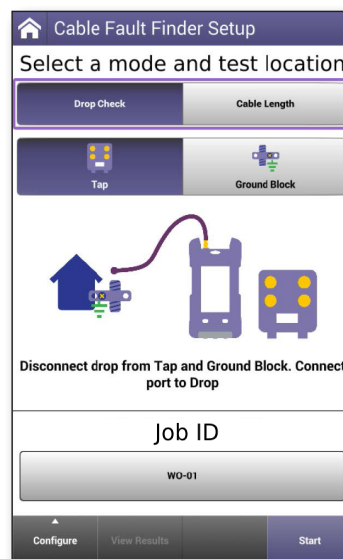 Cable Fault Finder Setup
Select a mode and test location
Drop Check
Cable Length
Tap
Ground Block
Disconnect drop from Tap and Ground Block. Connect
port to Drop
Job ID
WO-01
Configure
View Results
Start